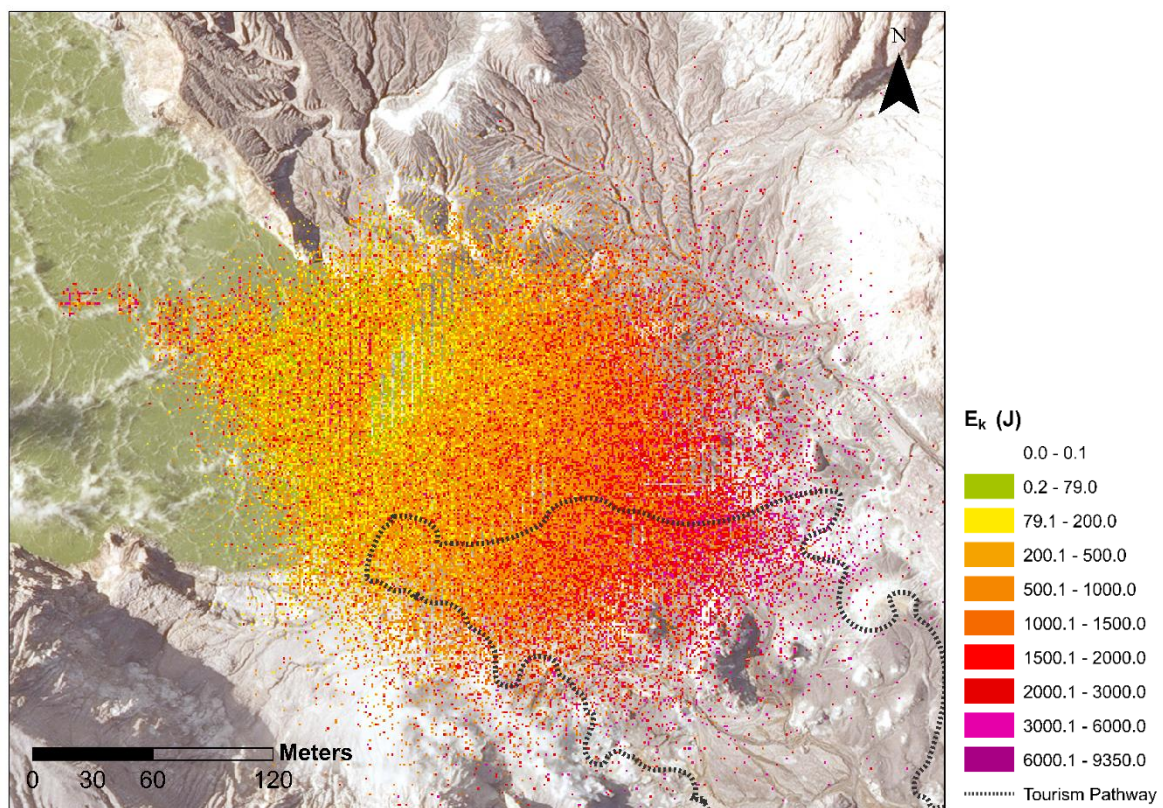 N
E_k (J)
0.0 - 0.1
0.2 - 79.0
79.1 - 200.0
200.1 - 500.0
500.1 - 1000.0
1000.1 - 1500.0
1500.1 - 2000.0
2000.1 - 3000.0
3000.1 - 6000.0
6000.1 - 9350.0
Tourism Pathway
Meters
0 30 60 120